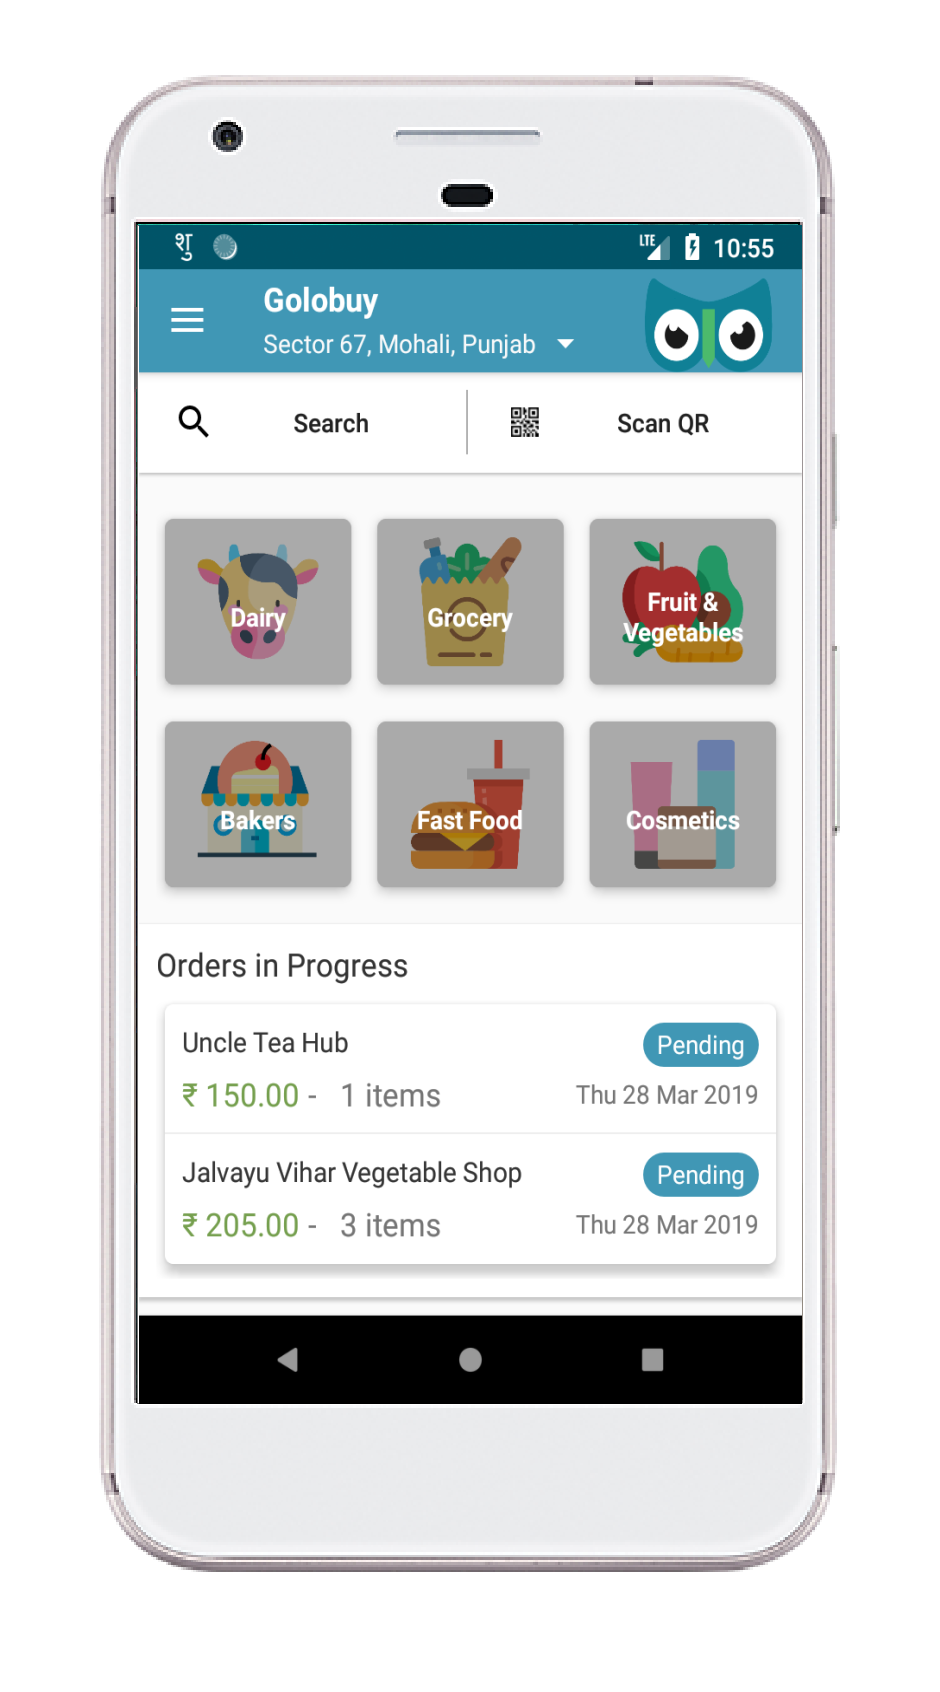 शु LTE 10:55
Golobuy
Sector 67, Mohali, Punjab
Search Scan QR
Dairy Grocery Fruit &
Vegetables
Bakers Fast Food Cosmetics
Orders in Progress
Uncle Tea Hub Pending
₹ 150.00 - 1 items Thu 28 Mar 2019
Jalvayu Vihar Vegetable Shop Pending
₹ 205.00 - 3 items Thu 28 Mar 2019